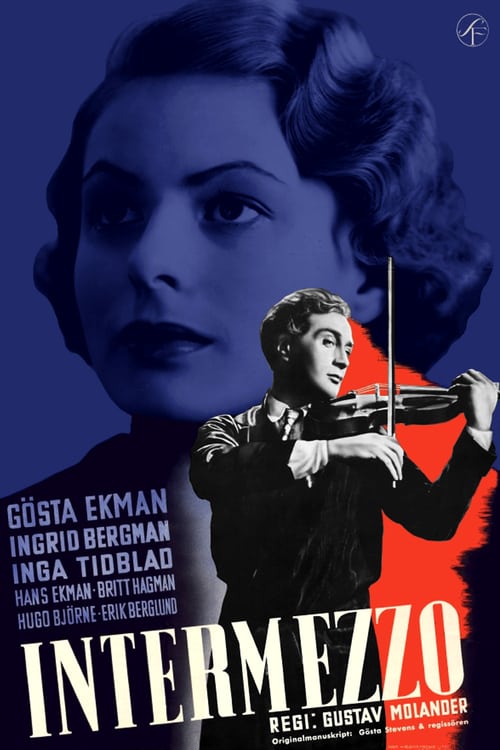 SF
GÖSTA EKMAN
INGRID BERGMAN
INGA TIDBLAD
HANS EKMAN · BRITT HAGMAN
HUGO BJÖRNE · ERIK BERGLUND
INTERMEZZO
REGI: GUSTAV MOLANDER
Originalmanuskript: Gösta Stevens & regissören